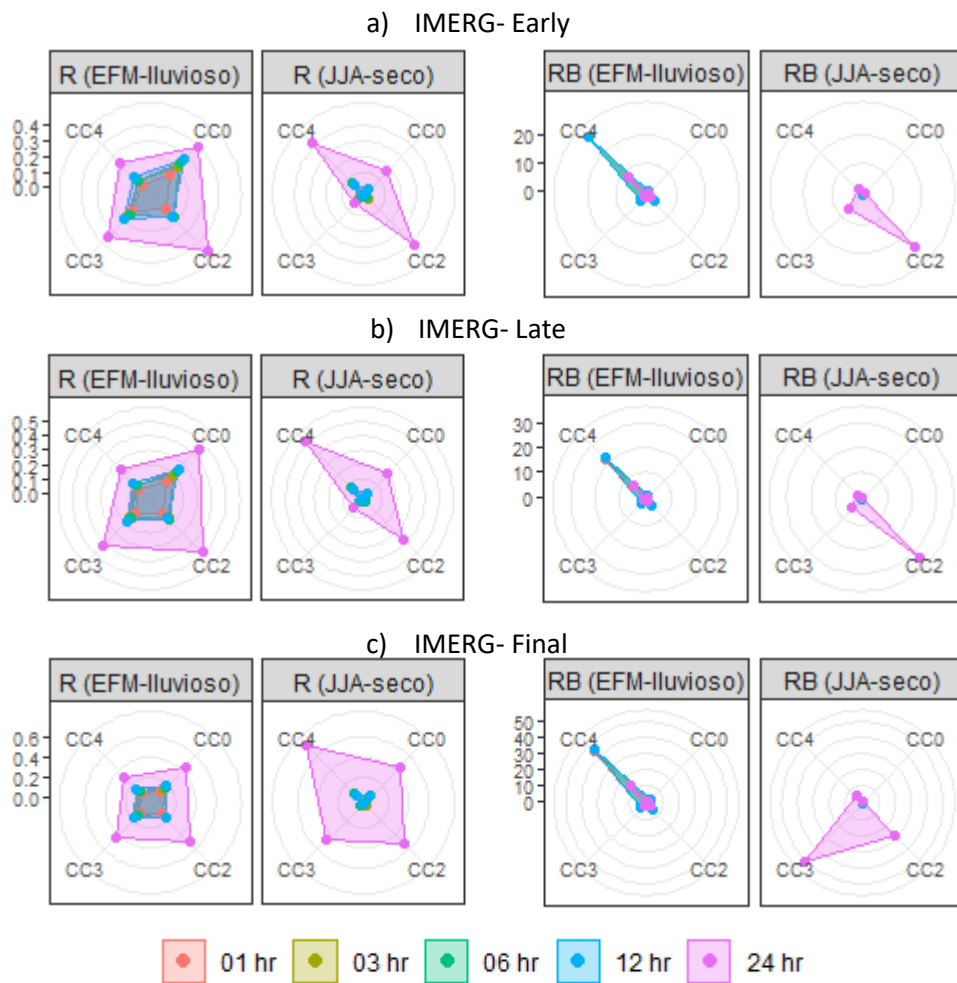 a) IMERG- Early
R (EFM-lluvioso) R (JJA-seco) RB (EFM-lluvioso) RB (JJA-seco)
CC4 CC0 CC4 CC0 CC4 CC0 CC4 CC0
0.4
0.3
0.2
0.1
0.0
20
10
0
CC3 CC2 CC3 CC2 CC3 CC2 CC3 CC2
b) IMERG- Late
R (EFM-lluvioso) R (JJA-seco) RB (EFM-lluvioso) RB (JJA-seco)
CC4 CC0 CC4 CC0 CC4 CC0 CC4 CC0
0.5
0.4
0.3
0.2
0.1
0.0
30
20
10
0
CC3 CC2 CC3 CC2 CC3 CC2 CC3 CC2
c) IMERG- Final
R (EFM-lluvioso) R (JJA-seco) RB (EFM-lluvioso) RB (JJA-seco)
CC4 CC0 CC4 CC0 CC4 CC0 CC4 CC0
0.6
0.4
0.2
0.0
50
40
30
20
10
0
CC3 CC2 CC3 CC2 CC3 CC2 CC3 CC2
01 hr 03 hr 06 hr 12 hr 24 hr